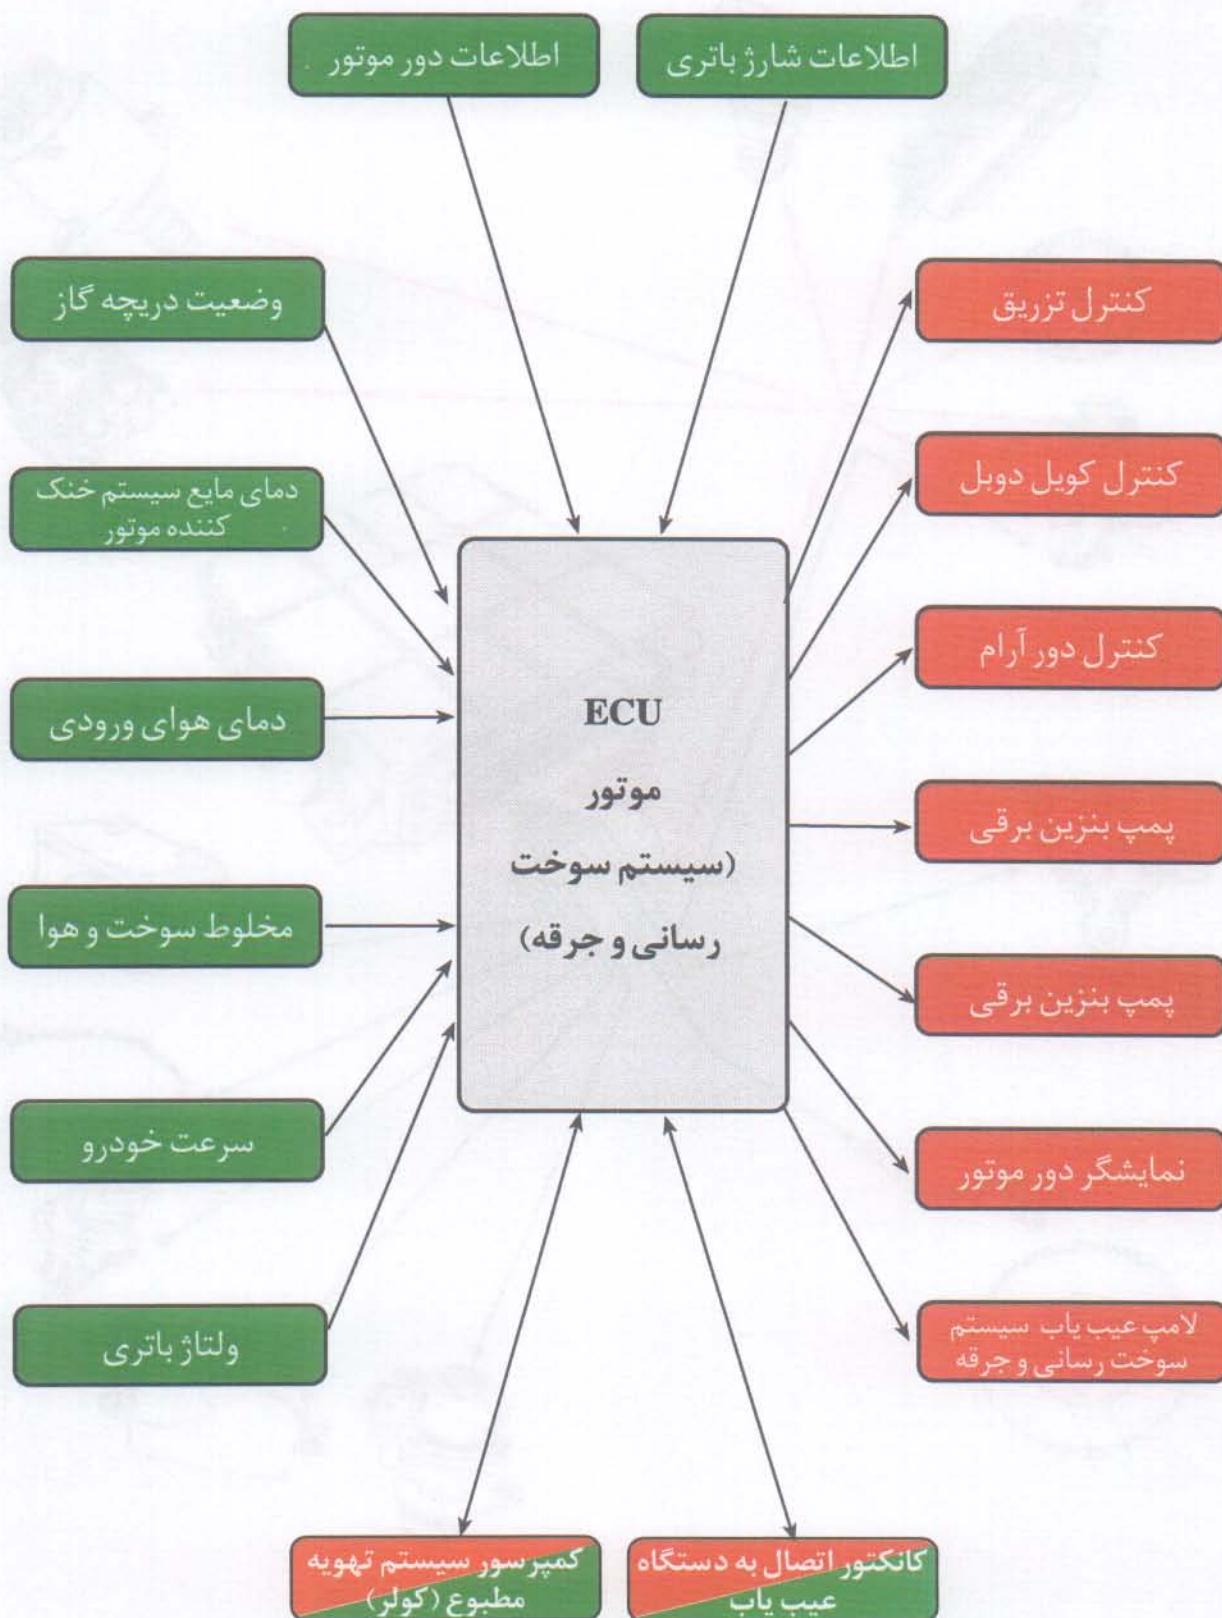 اطلاعات شارژ باتری
اطلاعات دور موتور
وضعیت دریچه گاز
دمای مایع سیستم خنک
کننده موتور
دمای هوای ورودی
مخلوط سوخت و هوا
سرعت خودرو
ولتاژ باتری
ECU
موتور
(سیستم سوخت
رسانی و جرقه)
کنترل تزریق
کنترل کویل دوبل
کنترل دور آرام
پمپ بنزین برقی
پمپ بنزین برقی
نمایشگر دور موتور
لامپ عیب یاب سیستم
سوخت رسانی و جرقه
کانکتور اتصال به دستگاه
عیب یاب
کمپرسور سیستم تهویه
مطبوع (کولر)